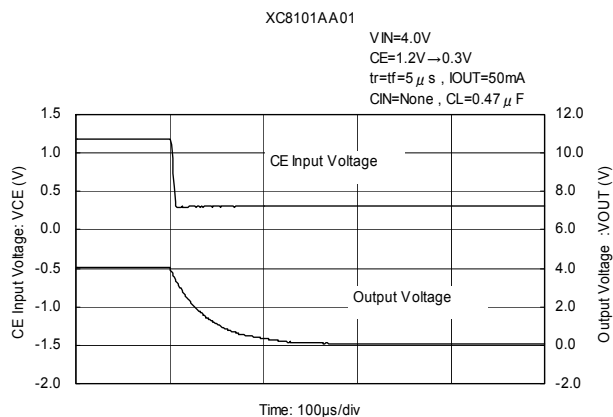 XC8101AA01
VIN=4.0V
CE=1.2V→0.3V
tr=tf=5μs , IOUT=50mA
CIN=None , CL=0.47μF
1.5
1.0
0.5
0.0
-0.5
-1.0
-1.5
-2.0
CE Input Voltage: VCE (V)
CE Input Voltage
Output Voltage
12.0
10.0
8.0
6.0
4.0
2.0
0.0
-2.0
Output Voltage :VOUT (V)
Time: 100μs/div